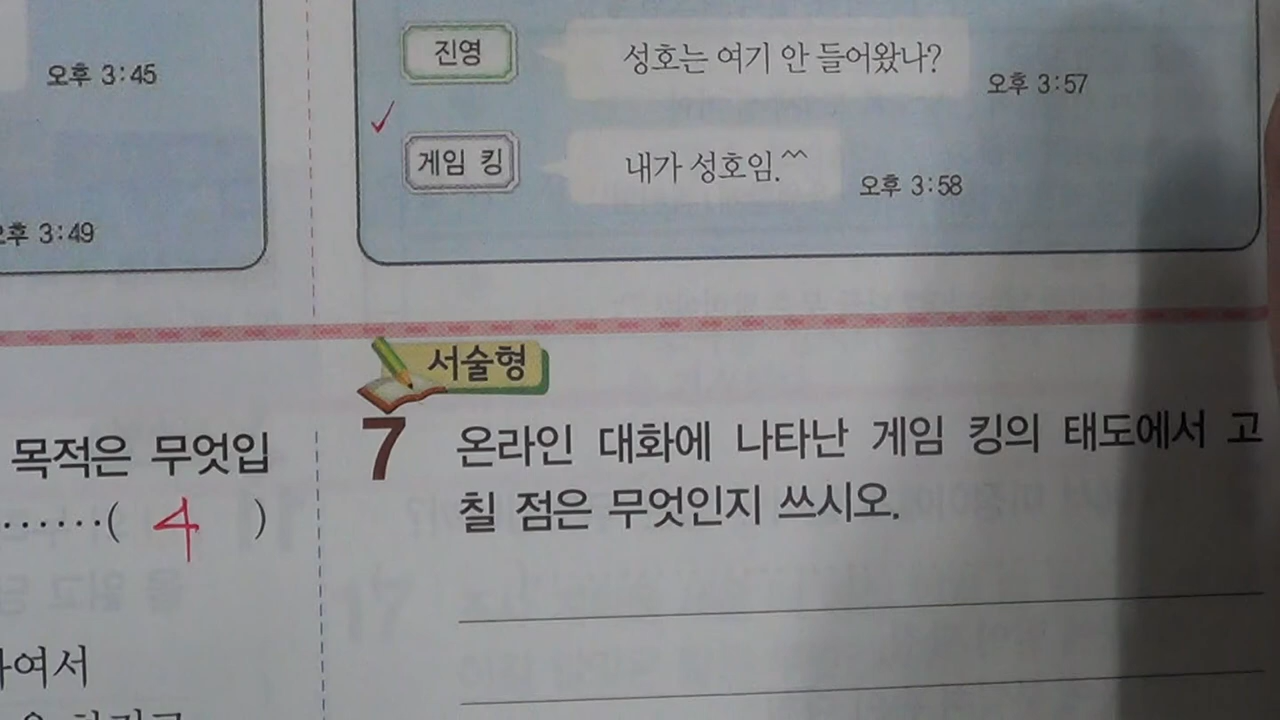 오후 3:45
후 3:49
목적은 무엇입
······( 4 )
여서
진영
성호는 여기 안 들어왔나?
오후 3:57
게임 킹
내가 성호임.^^
오후 3:58
서술형
7 온라인 대화에 나타난 게임 킹의 태도에서 고
칠 점은 무엇인지 쓰시오.